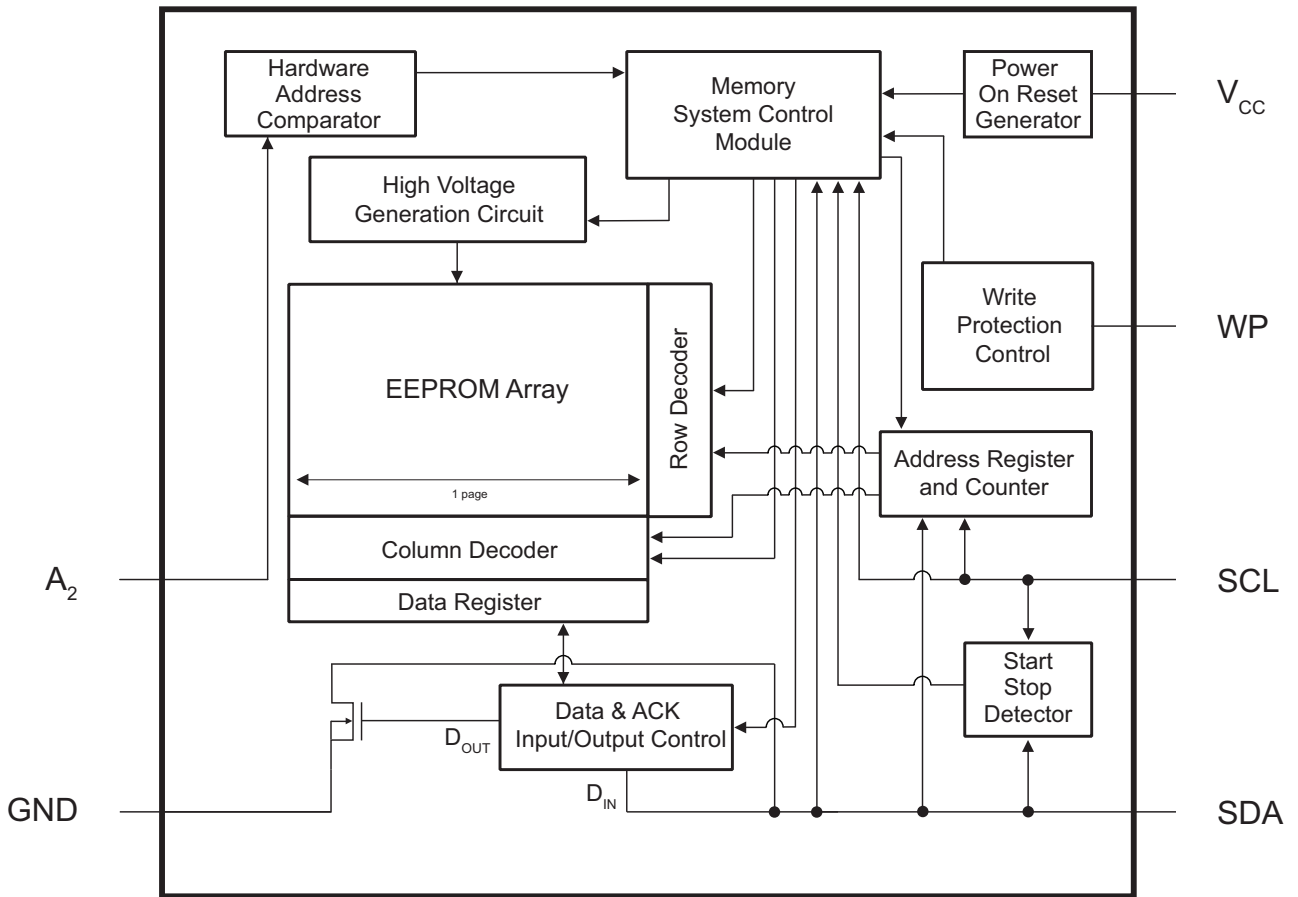 Hardware
Address
Comparator
Memory
System Control
Module
Power
On Reset
Generator
V_CC
High Voltage
Generation Circuit
Write
Protection
Control
WP
EEPROM Array
Row Decoder
1 page
Address Register
and Counter
Column Decoder
A_2
SCL
Data Register
Start
Stop
Detector
Data & ACK
Input/Output Control
D_OUT
D_IN
GND
SDA